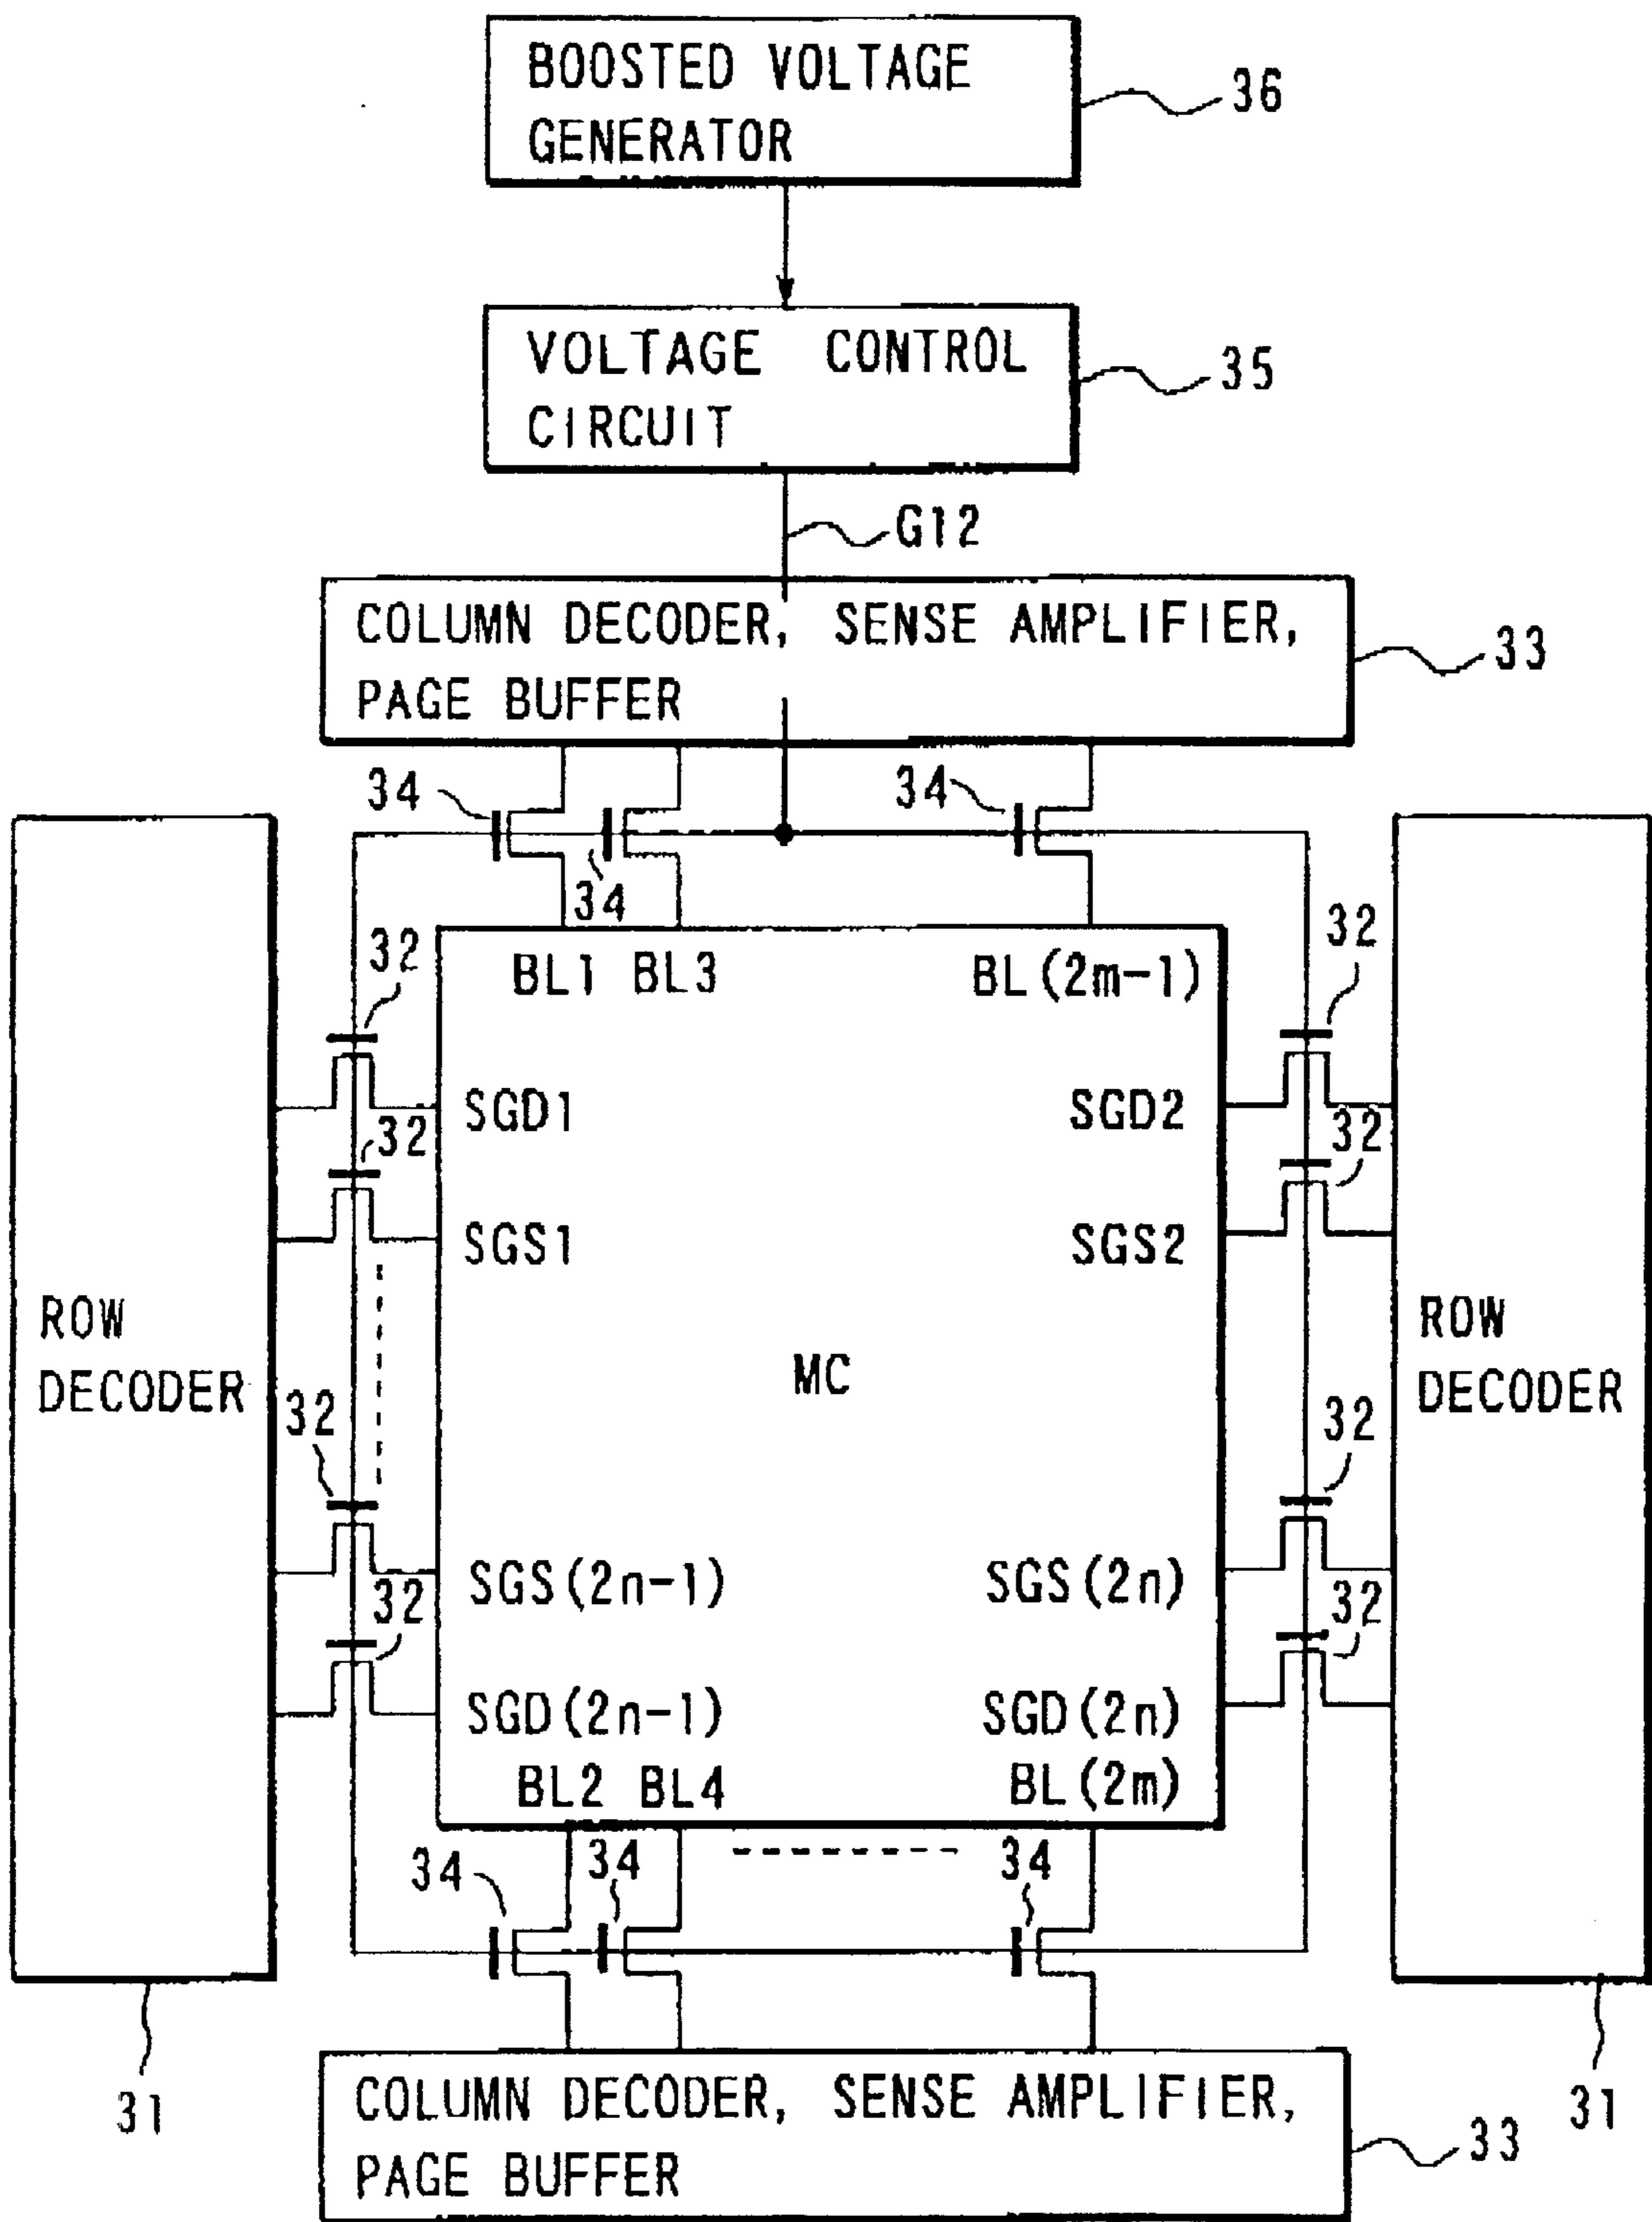 BOOSTED VOLTAGE
GENERATOR
36
VOLTAGE CONTROL
CIRCUIT
35
G12
COLUMN DECODER, SENSE AMPLIFIER,
PAGE BUFFER
33
34
34
34
32
BL1 BL3 BL(2m-1)
32
SGD1
SGD2
32
32
SGS1
SGS2
ROW
DECODER
MC
ROW
DECODER
32
32
SGS(2n-1)
SGS(2n)
32
32
SGD(2n-1)
SGD(2n)
BL2 BL4 BL(2m)
34
34
34
31
31
COLUMN DECODER, SENSE AMPLIFIER,
PAGE BUFFER
33